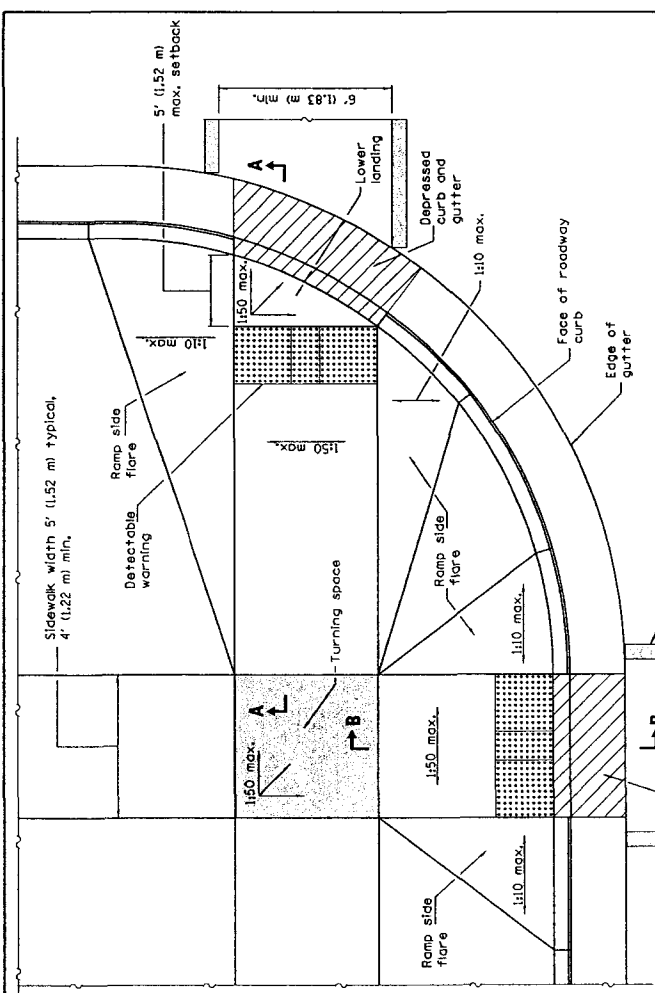 Sidewalk width 5' (1.52 m) typical,
4' (1.22 m) min.
5' (1.52 m)
max. setback
6' (1.83 m) min.
A
Lower
landing
Depressed
curb and
gutter
1:10 max.
Face of roadway
curb
Edge of
gutter
1:50 max.
1:10 max.
Ramp side
flare
Detectable
warning
1:50 max.
Ramp side
flare
1:10 max.
Turning space
A
B
1:50 max.
1:50 max.
Ramp side
flare
1:10 max.